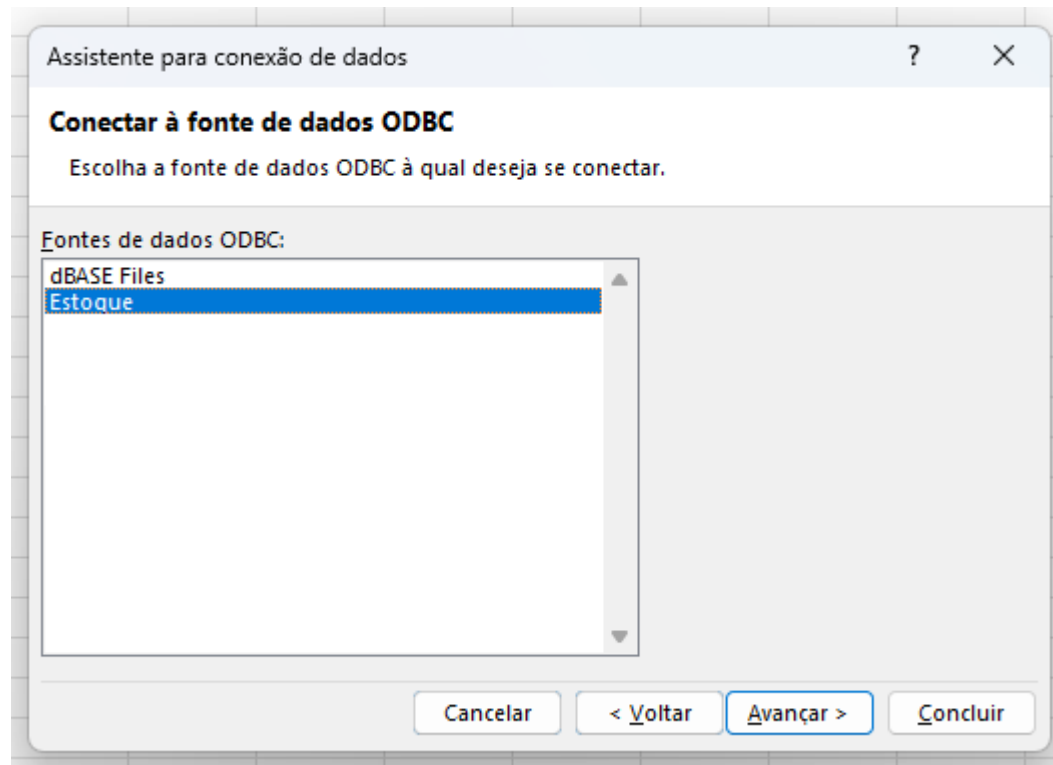 Assistente para conexão de dados ?
Conectar à fonte de dados ODBC
Escolha a fonte de dados ODBC à qual deseja se conectar.
Fontes de dados ODBC:
dBASE Files
Estoque
Cancelar < Voltar Avançar > Concluir